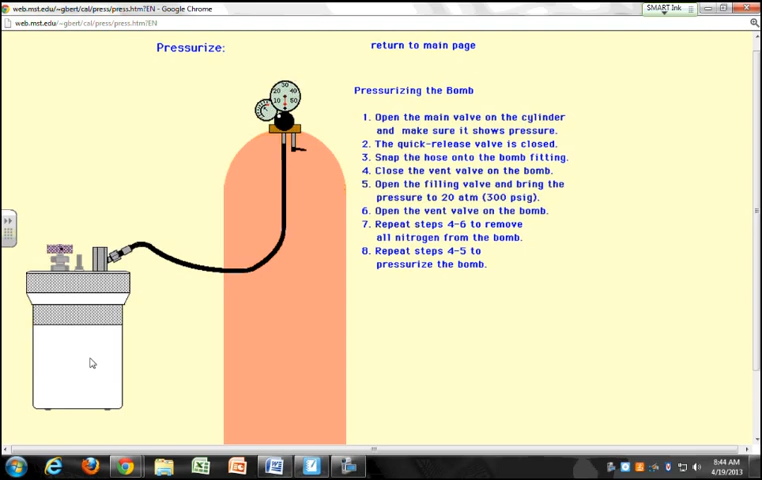 web.mst.edu/~gbert/cal/press/press.htm?EN - Google Chrome
SMART Ink
web.mst.edu/~gbert/cal/press/press.htm?EN
Pressurize:
return to main page
Pressurizing the Bomb
1. Open the main valve on the cylinder
and make sure it shows pressure.
2. The quick-release valve is closed.
3. Snap the hose onto the bomb fitting.
4. Close the vent valve on the bomb.
5. Open the filling valve and bring the
pressure to 20 atm (300 psig).
6. Open the vent valve on the bomb.
7. Repeat steps 4-6 to remove
all nitrogen from the bomb.
8. Repeat steps 4-5 to
pressurize the bomb.
30
20 40
10 50
8:44 AM
4/19/2013